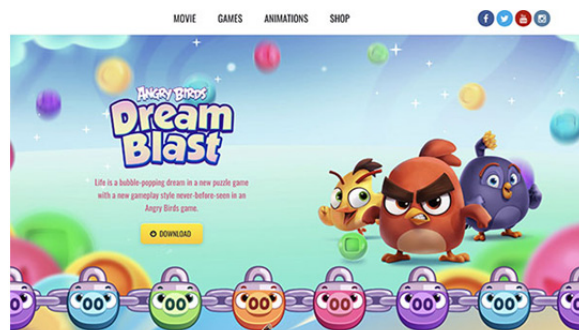 MOVIE GAMES ANIMATIONS SHOP
ANGRY BIRDS
Dream
Blast
Life is a bubble-popping dream in a new puzzle game
with a new gameplay style never-before-seen in an
Angry Birds game.
DOWNLOAD